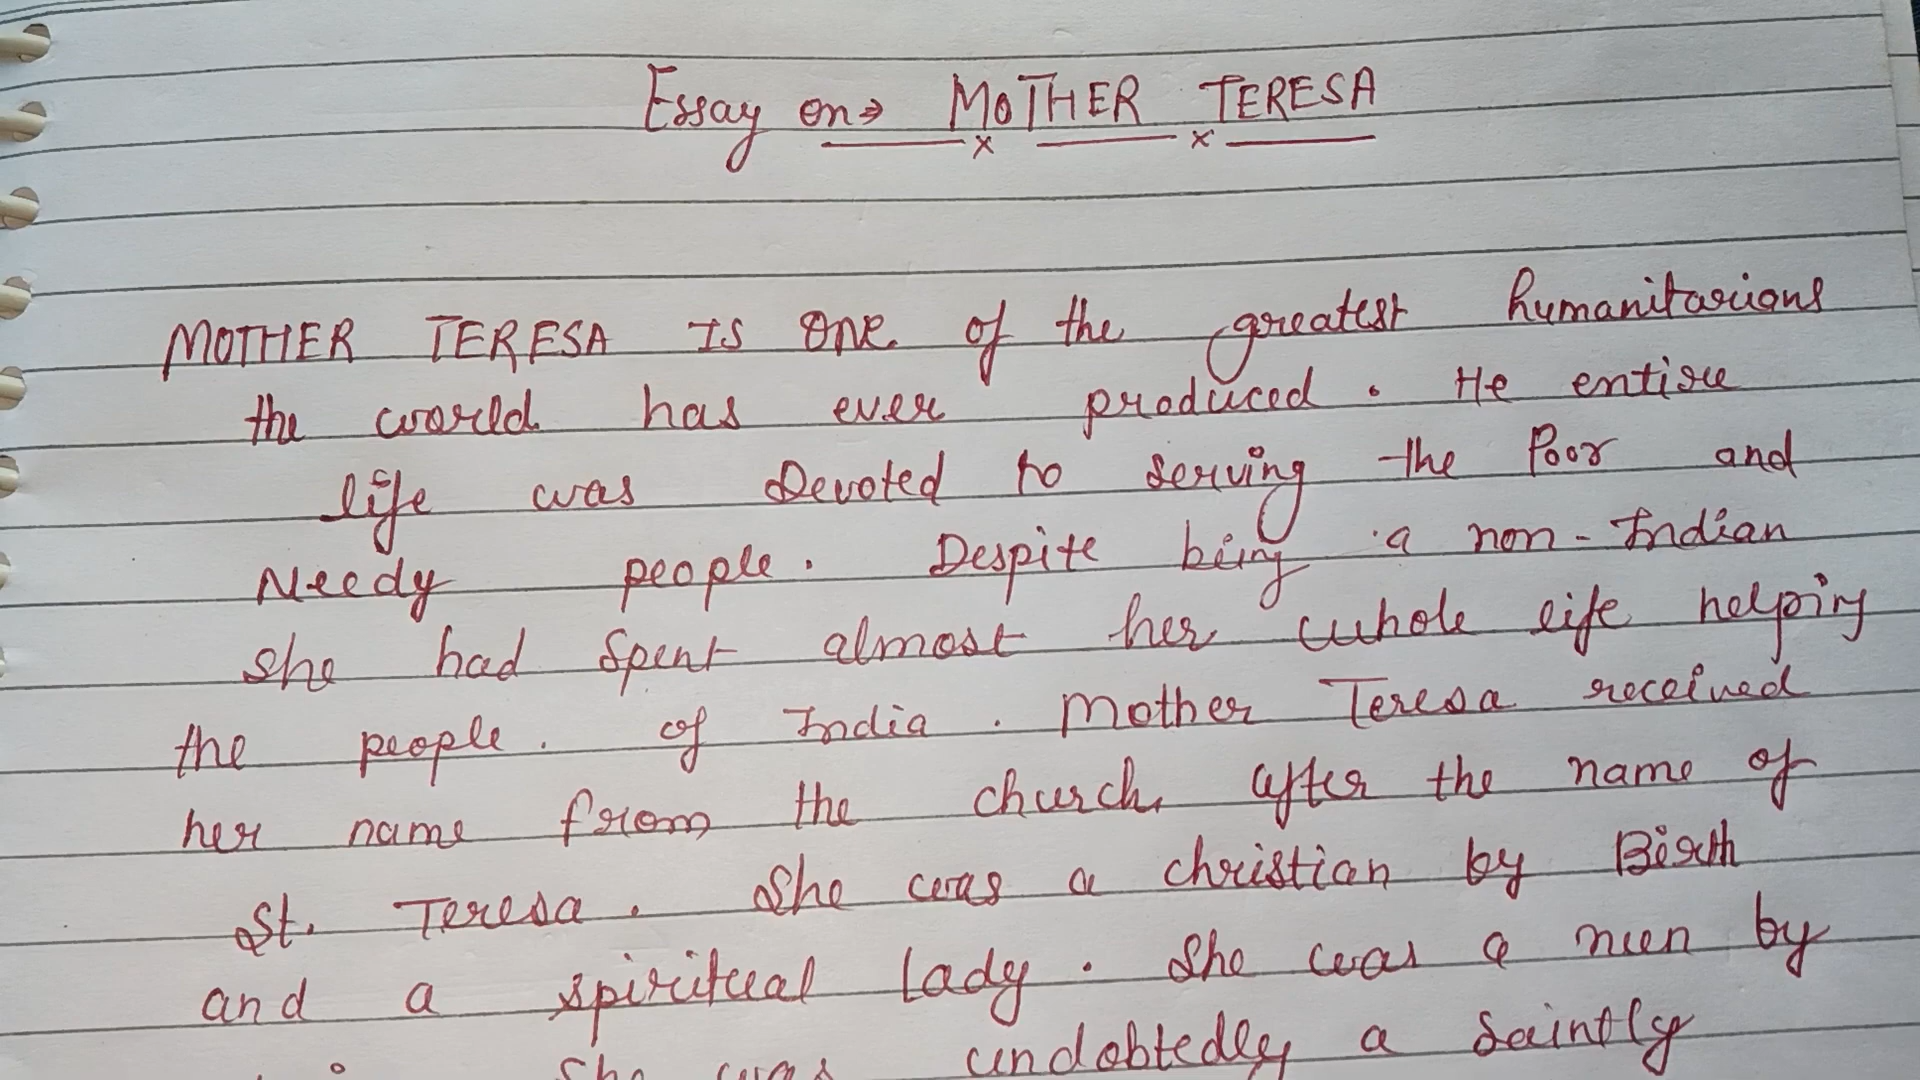 Essay on → MOTHER TERESA
MOTHER TERESA IS one of the greatest humanitarians
the world has ever produced. He entire
life was Devoted to serving the Poor and
Needy people. Despite being a non-Indian
she had spent almost her whole life helping
the people. of India. Mother Teresa received
her name from the church after the name of
St. Teresa. She was a christian by Birth
and a spiritual lady. She was a nun by
She was undobtedly a saintly